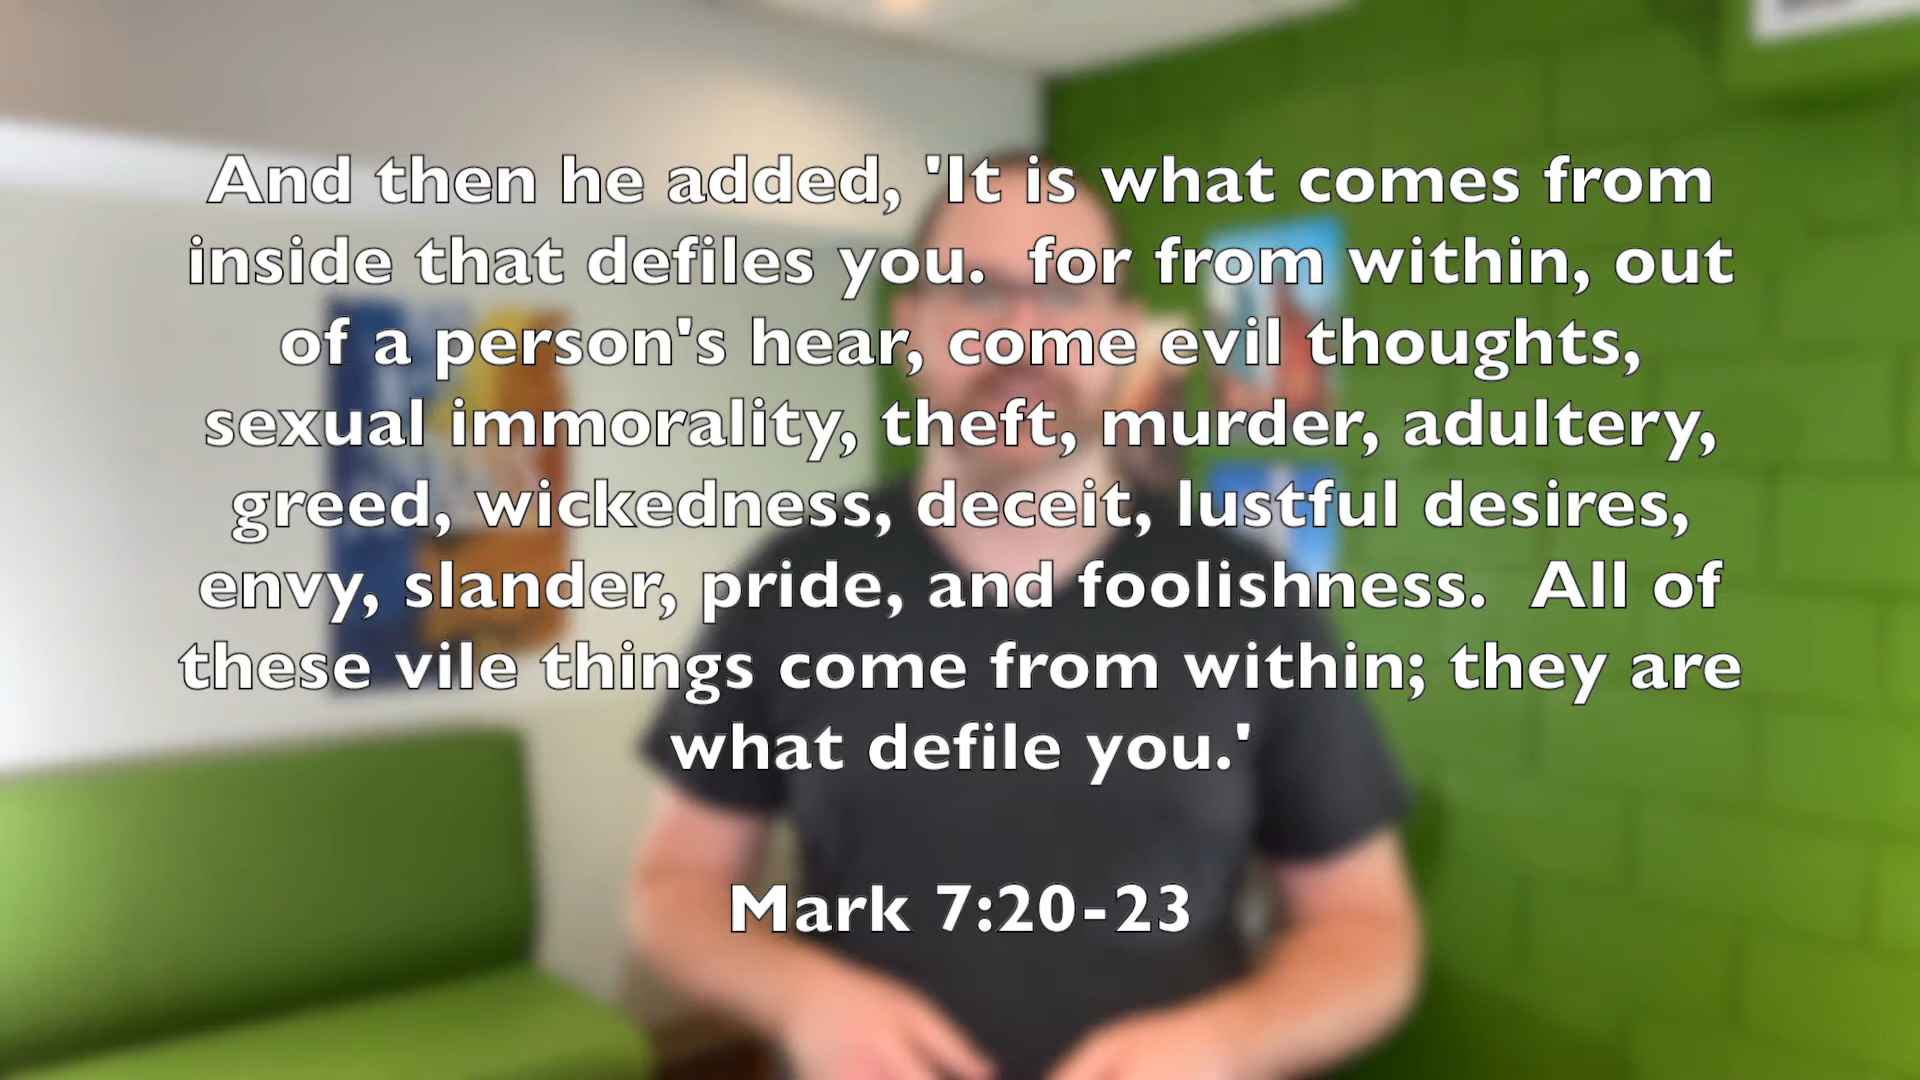 And then he added, 'It is what comes from
inside that defiles you.  for from within, out
of a person's hear, come evil thoughts,
sexual immorality, theft, murder, adultery,
greed, wickedness, deceit, lustful desires,
envy, slander, pride, and foolishness.  All of
these vile things come from within; they are
what defile you.'
Mark 7:20-23